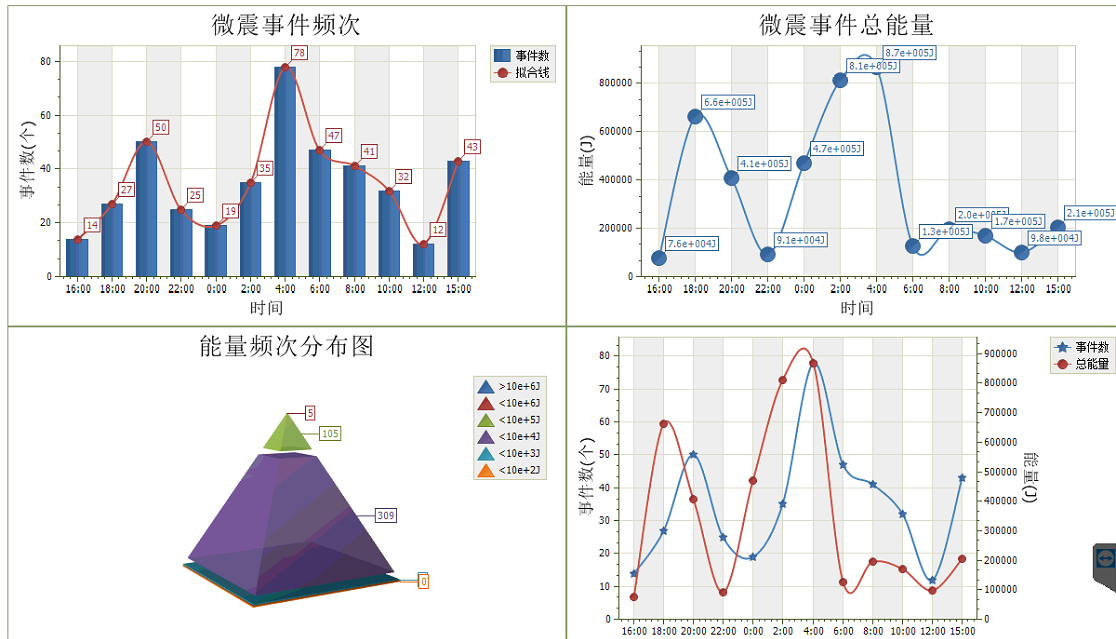 微震事件频次
事件数
拟合线
事件数(个)
80
60
40
20
0
14
27
50
25
19
35
78
47
41
32
12
43
16:00 18:00 20:00 22:00 0:00 2:00 4:00 6:00 8:00 10:00 12:00 15:00
时间
微震事件总能量
能量(J)
800000
600000
400000
200000
0
7.6e+004J
6.6e+005J
4.1e+005J
9.1e+004J
4.7e+005J
8.1e+005J
8.7e+005J
1.3e+005J
2.0e+005J
1.7e+005J
9.8e+004J
2.1e+005J
16:00 18:00 20:00 22:00 0:00 2:00 4:00 6:00 8:00 10:00 12:00 15:00
时间
能量频次分布图
>10e+6J
<10e+6J
<10e+5J
<10e+4J
<10e+3J
<10e+2J
5
105
309
0
事件数
总能量
事件数(个)
80
70
60
50
40
30
20
10
0
能量(J)
900000
800000
700000
600000
500000
400000
300000
200000
100000
0
16:00 18:00 20:00 22:00 0:00 2:00 4:00 6:00 8:00 10:00 12:00 15:00